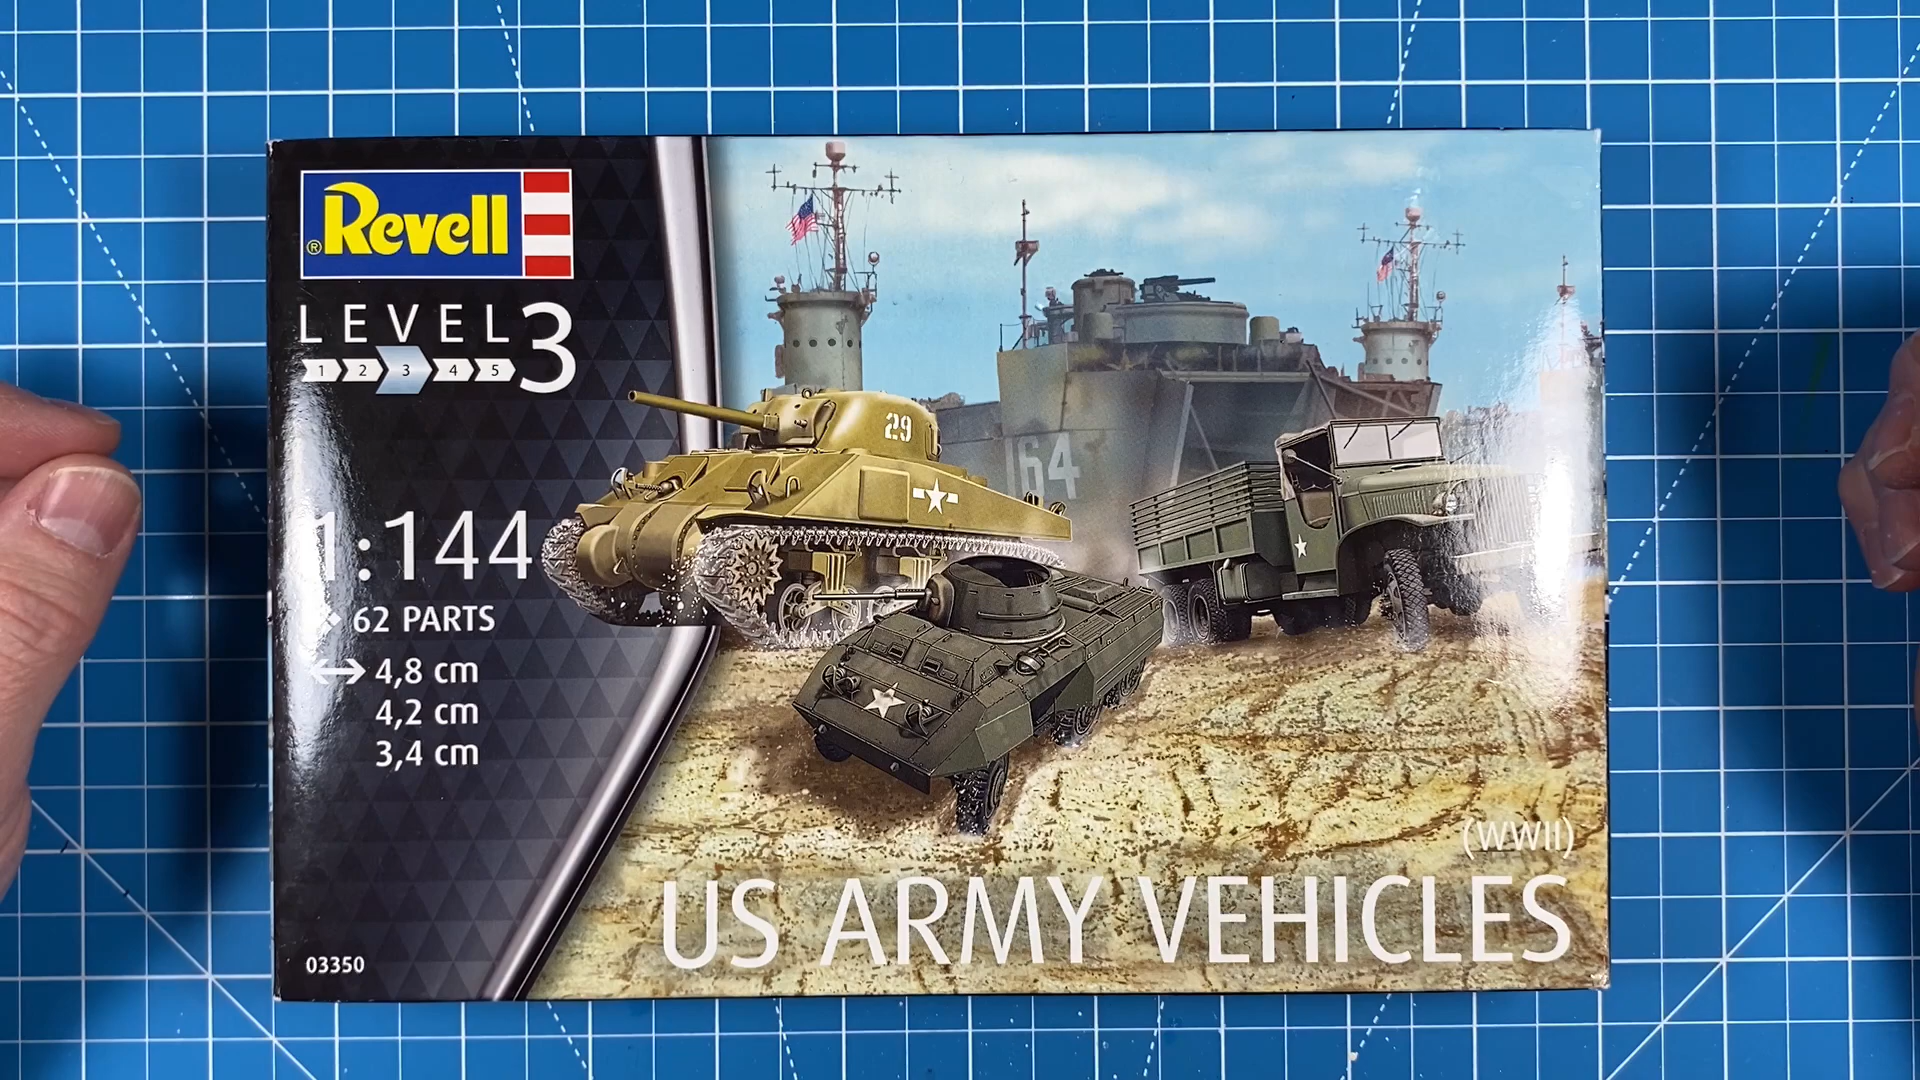 ® Revell
LEVEL 3
1 2 3 4 5
1:144
62 PARTS
4,8 cm
4,2 cm
3,4 cm
03350
29
164
(WWII)
US ARMY VEHICLES